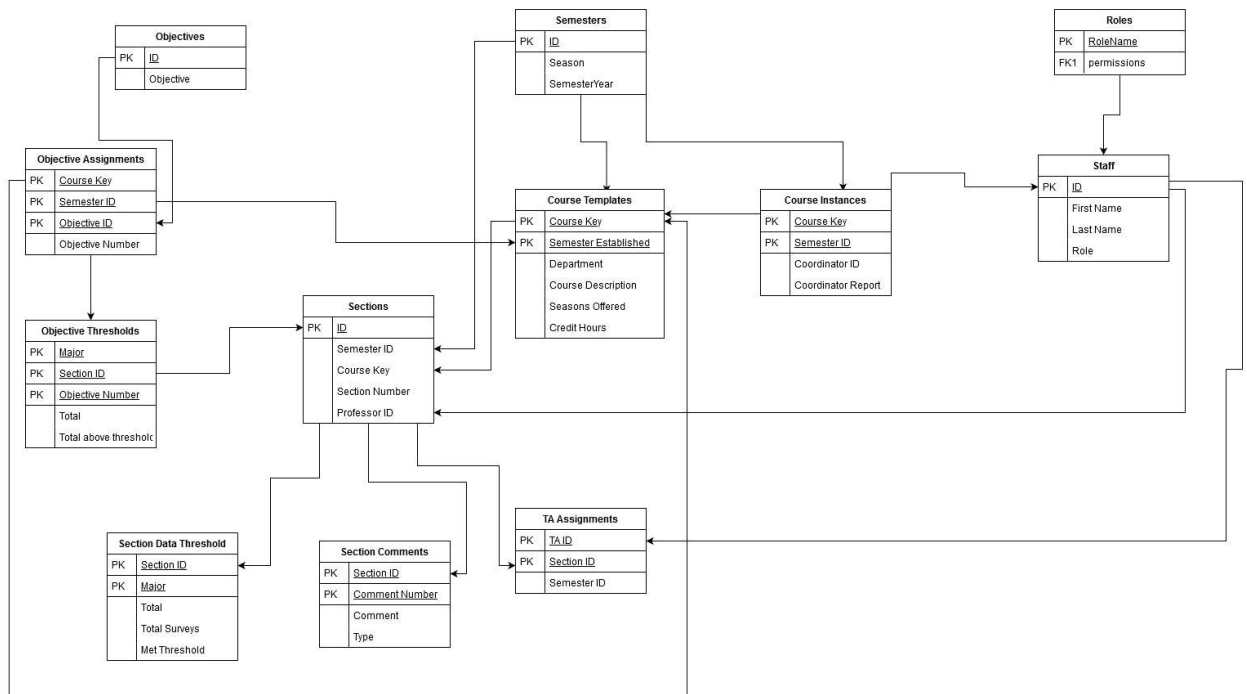 Objectives
PK ID
Objective
Semesters
PK ID
Season
SemesterYear
Roles
PK RoleName
FK1 permissions
Objective Assignments
PK Course Key
PK Semester ID
PK Objective ID
Objective Number
Course Templates
PK Course Key
PK Semester Established
Department
Course Description
Seasons Offered
Credit Hours
Course Instances
PK Course Key
PK Semester ID
Coordinator ID
Coordinator Report
Staff
PK ID
First Name
Last Name
Role
Objective Thresholds
PK Major
PK Section ID
PK Objective Number
Total
Total above threshold
Sections
PK ID
Semester ID
Course Key
Section Number
Professor ID
Section Data Threshold
PK Section ID
PK Major
Total
Total Surveys
Met Threshold
Section Comments
PK Section ID
PK Comment Number
Comment
Type
TA Assignments
PK TA ID
PK Section ID
Semester ID